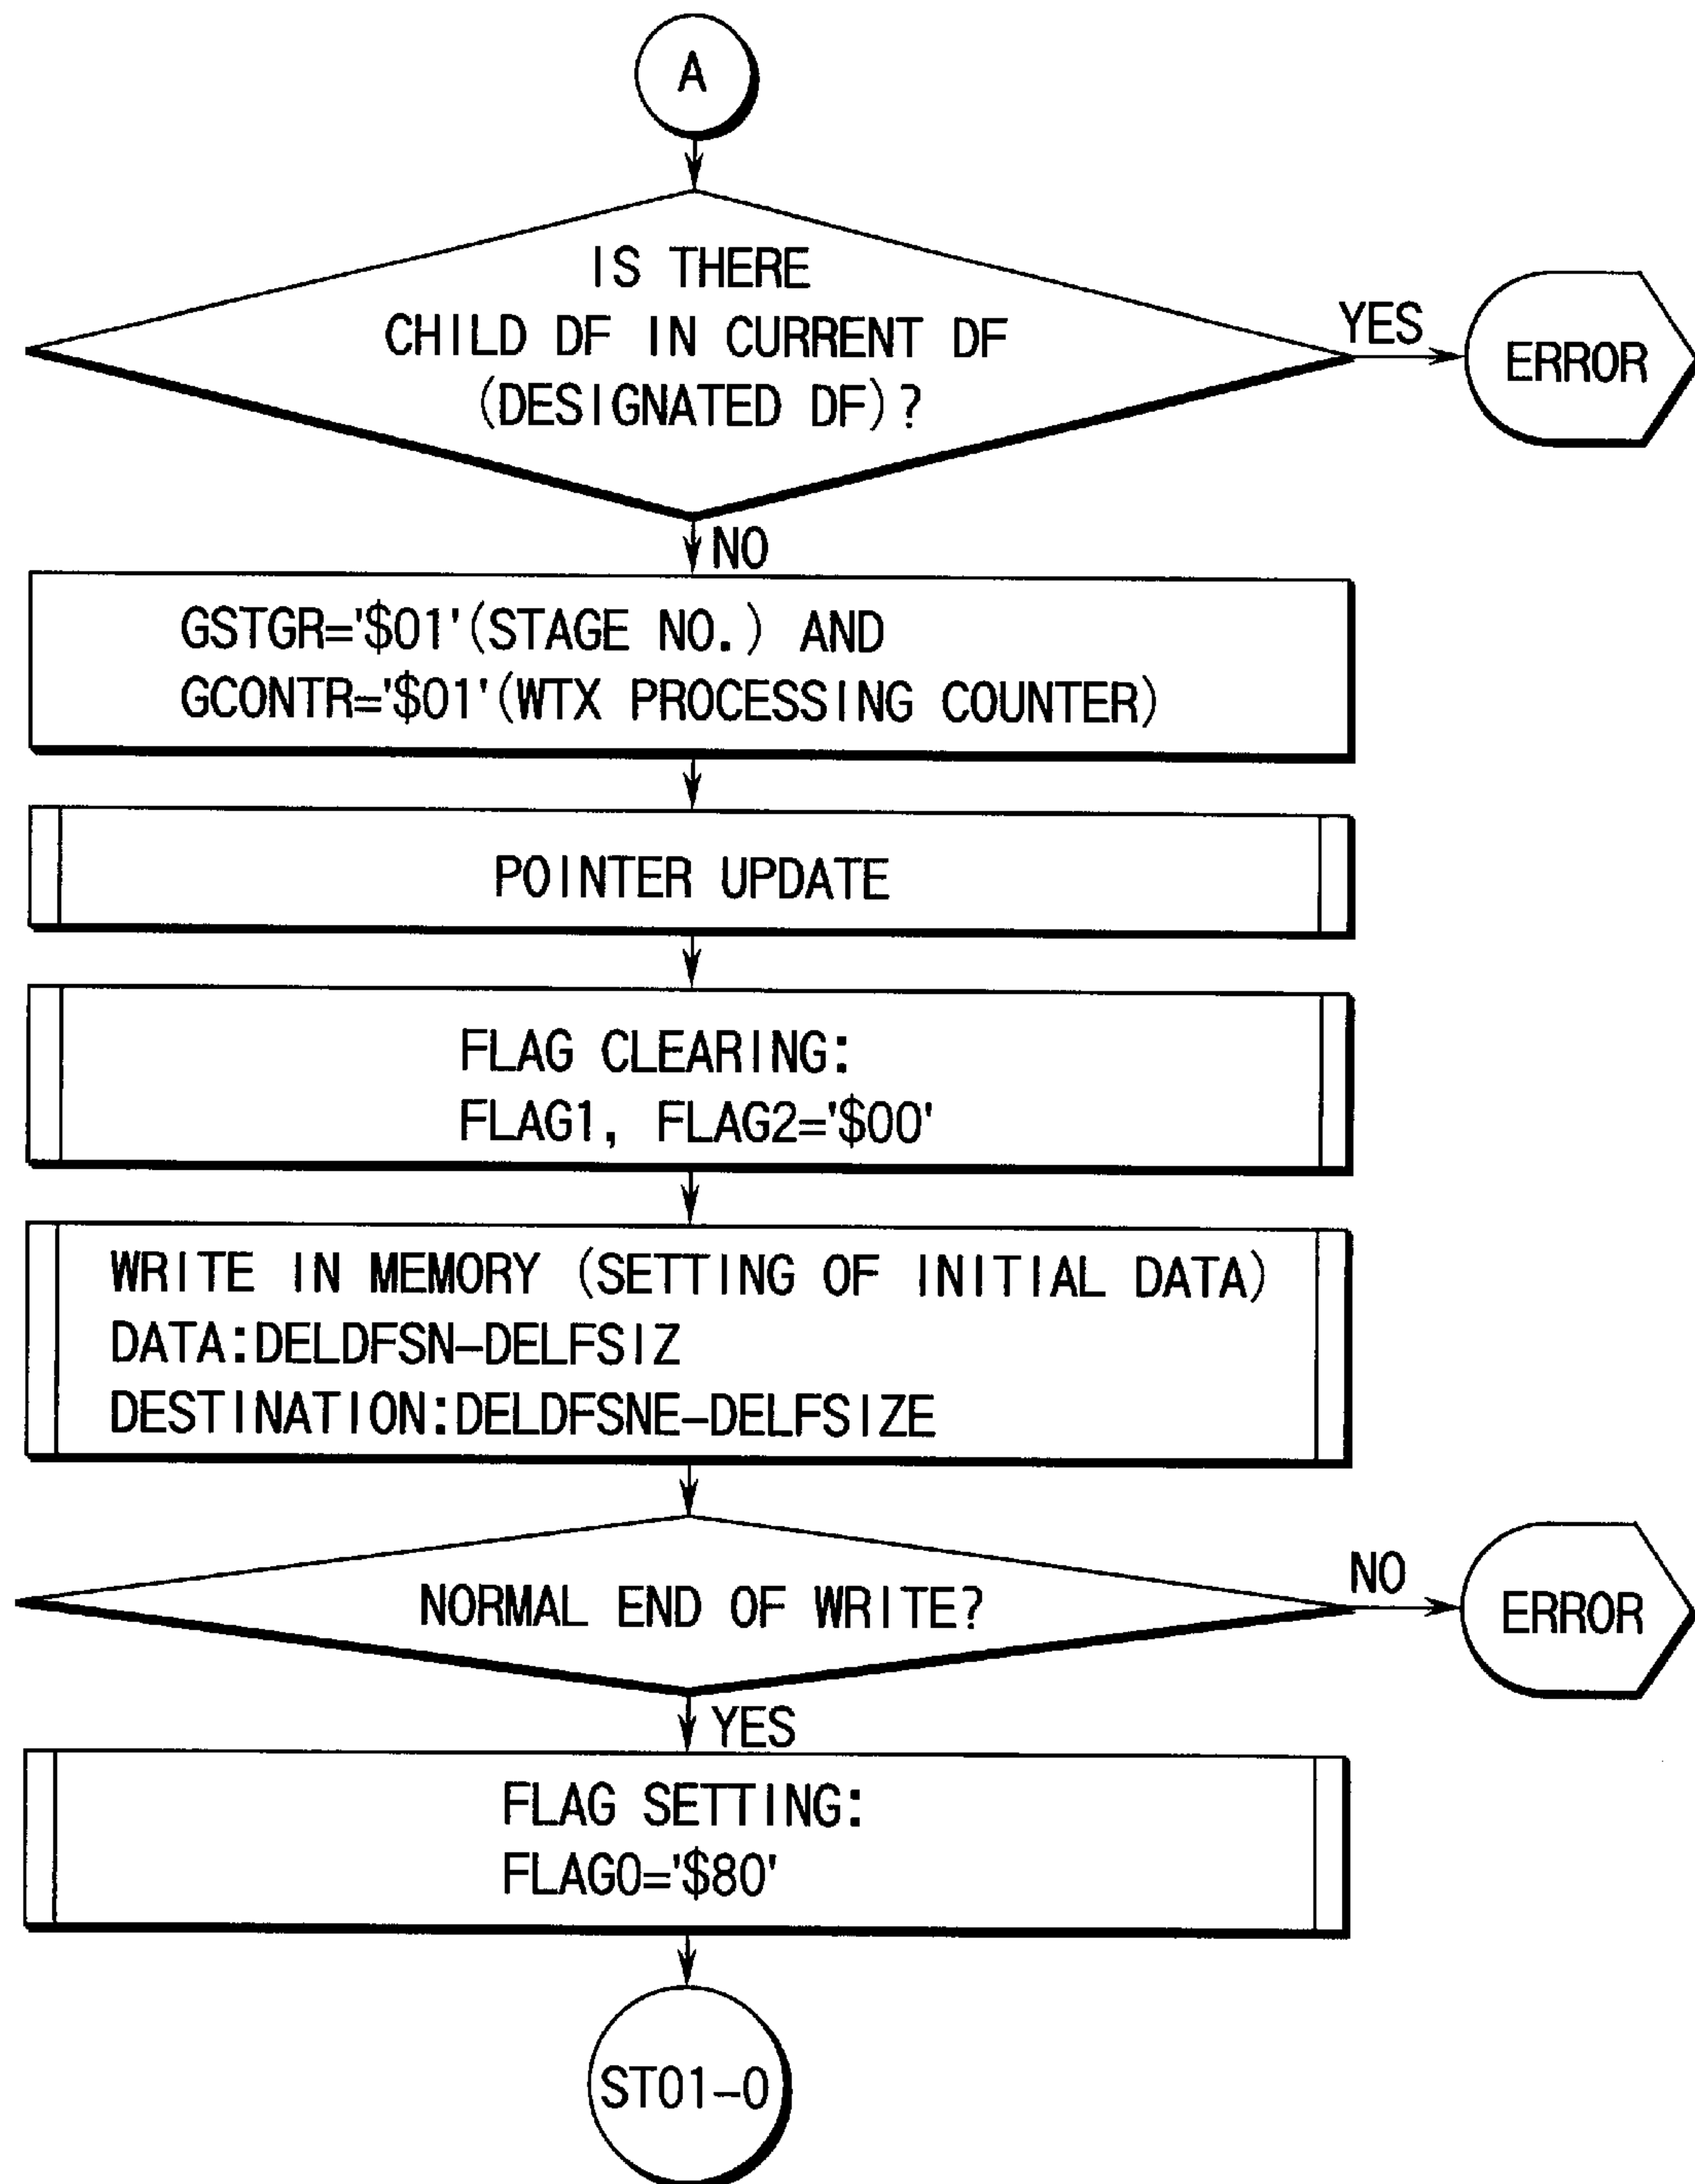 A
IS THERE
CHILD DF IN CURRENT DF
(DESIGNATED DF)?
YES
ERROR
NO
GSTGR='$01'(STAGE NO.) AND
GCONTR='$01'(WTX PROCESSING COUNTER)
POINTER UPDATE
FLAG CLEARING:
FLAG1, FLAG2='$00'
WRITE IN MEMORY (SETTING OF INITIAL DATA)
DATA:DELDFSN-DELFSIZ
DESTINATION:DELDFSNE-DELFSIZE
NORMAL END OF WRITE?
NO
ERROR
YES
FLAG SETTING:
FLAG0='$80'
ST01-0